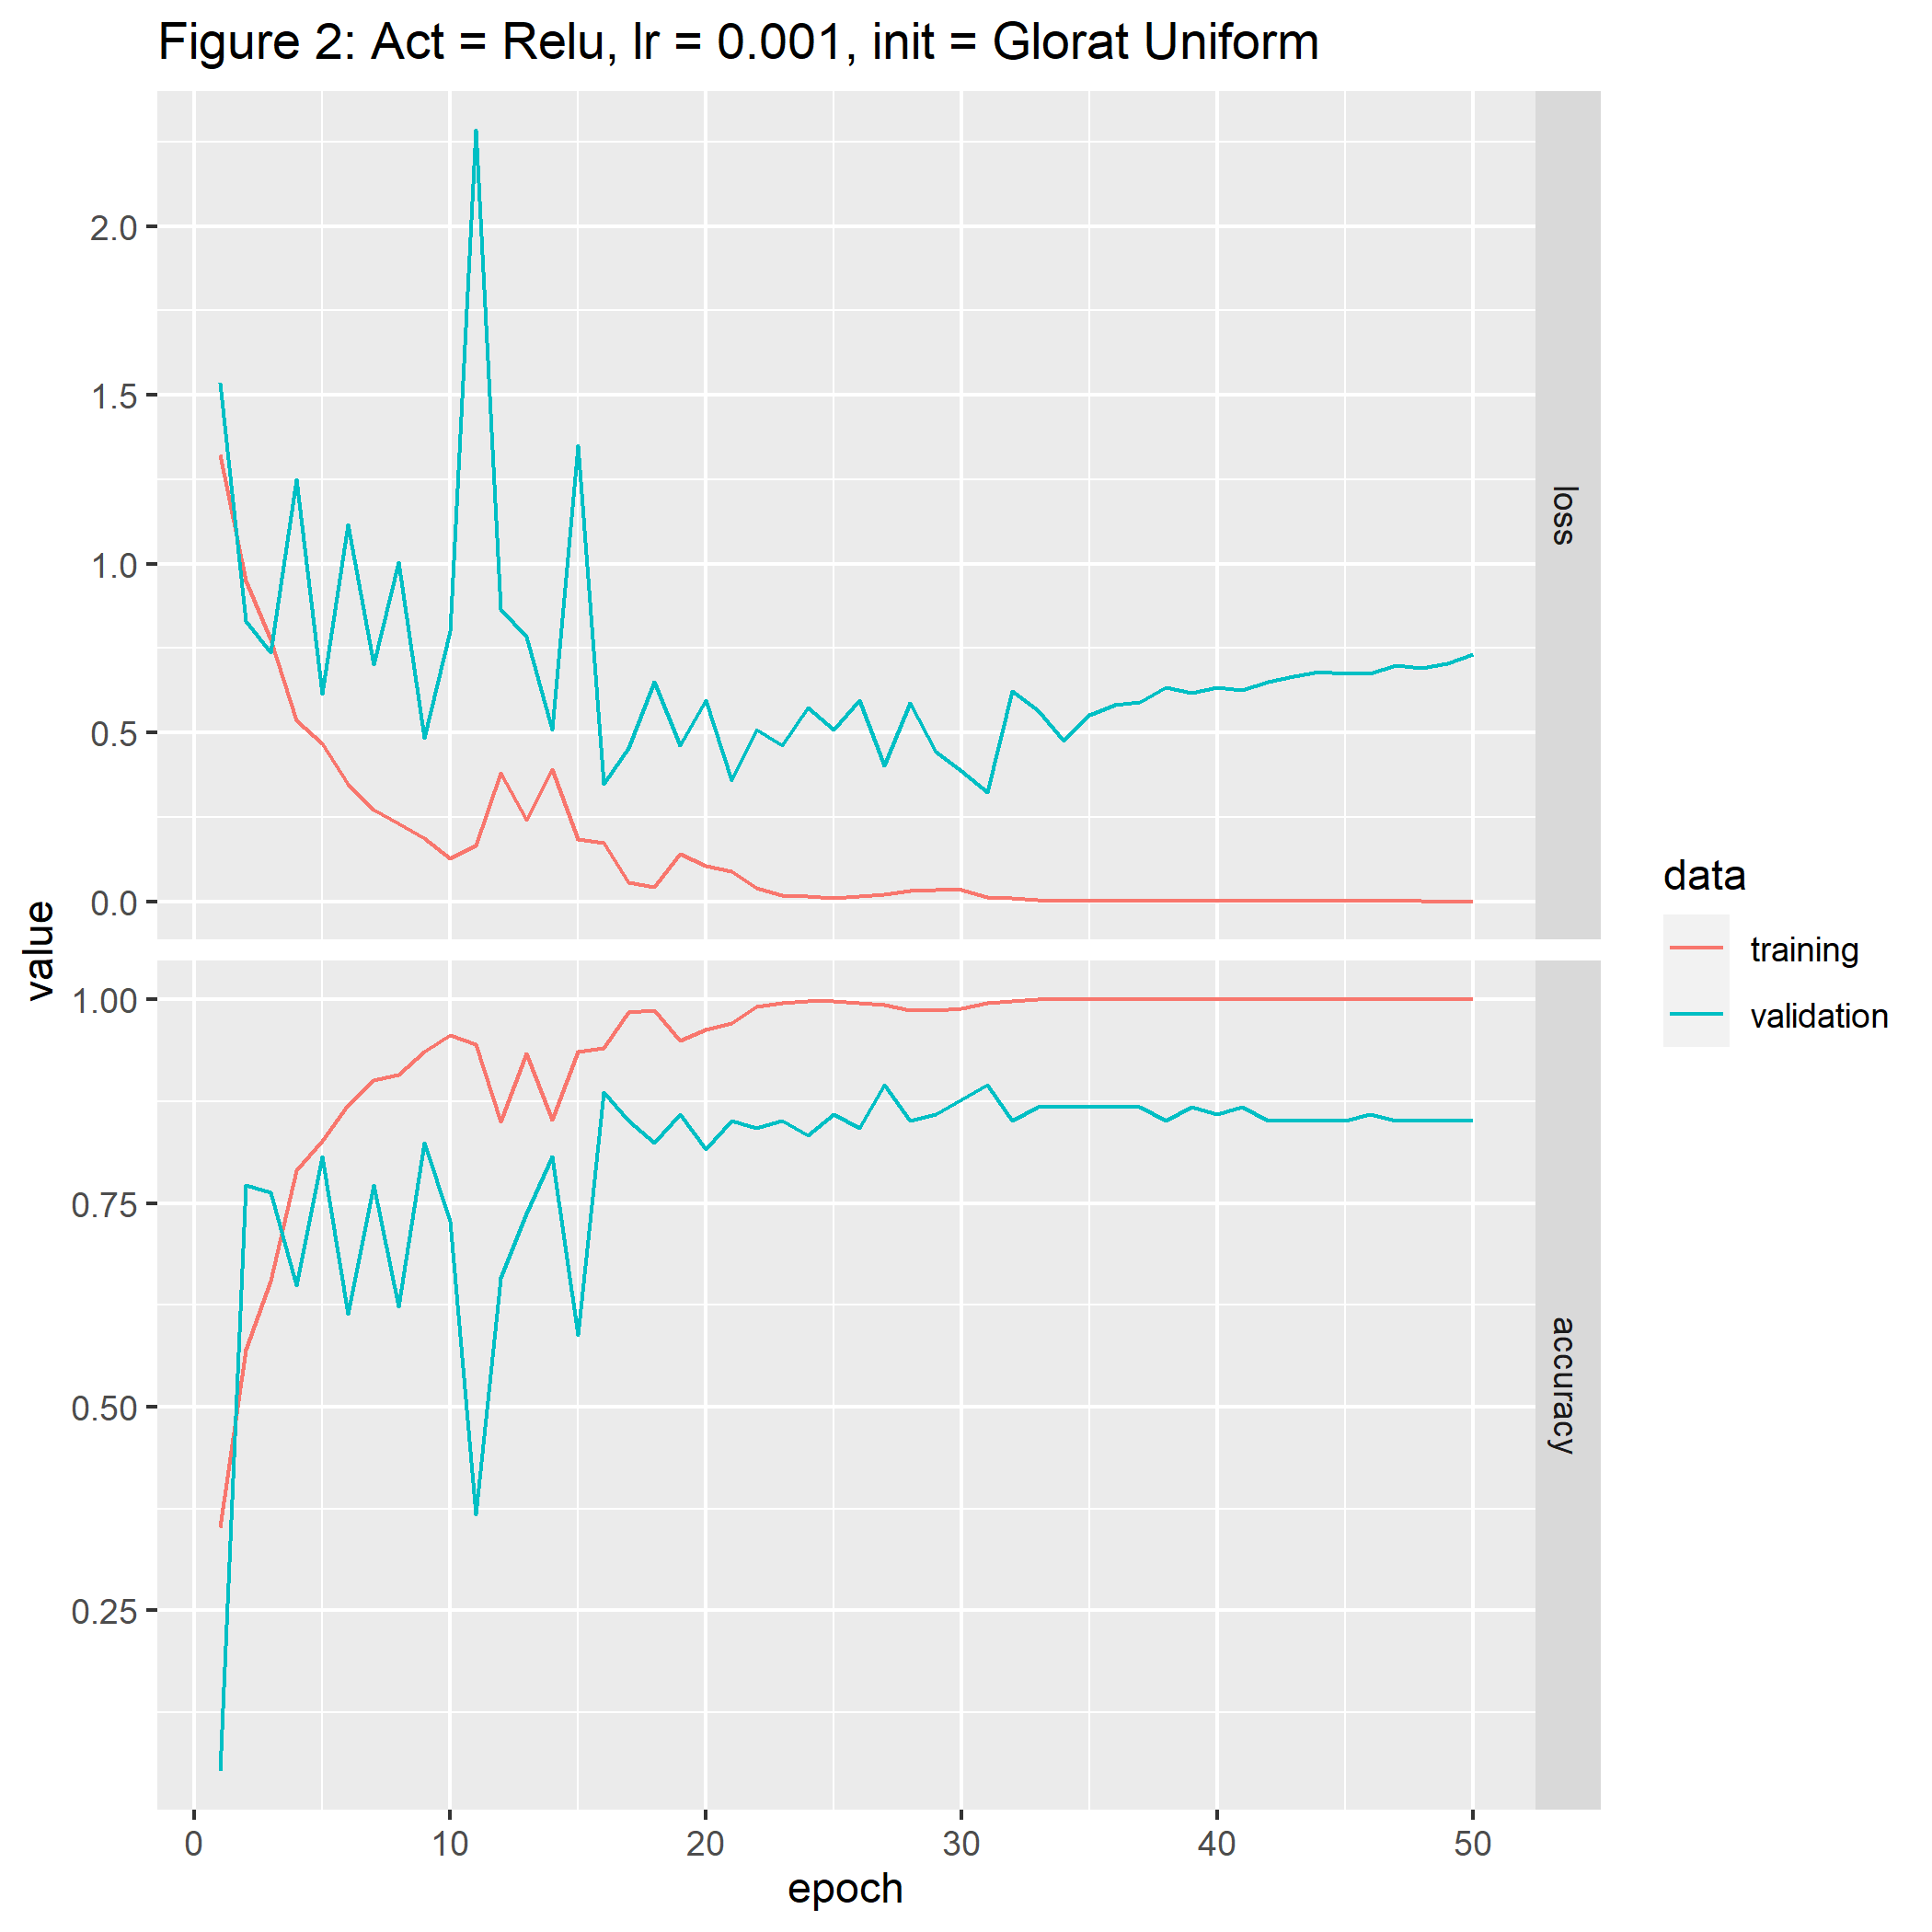 Figure 2: Act = Relu, lr = 0.001, init = Glorat Uniform
2.0
1.5
1.0
0.5
0.0
loss
value
1.00
0.75
0.50
0.25
accuracy
0 10 20 30 40 50
epoch
data
training
validation